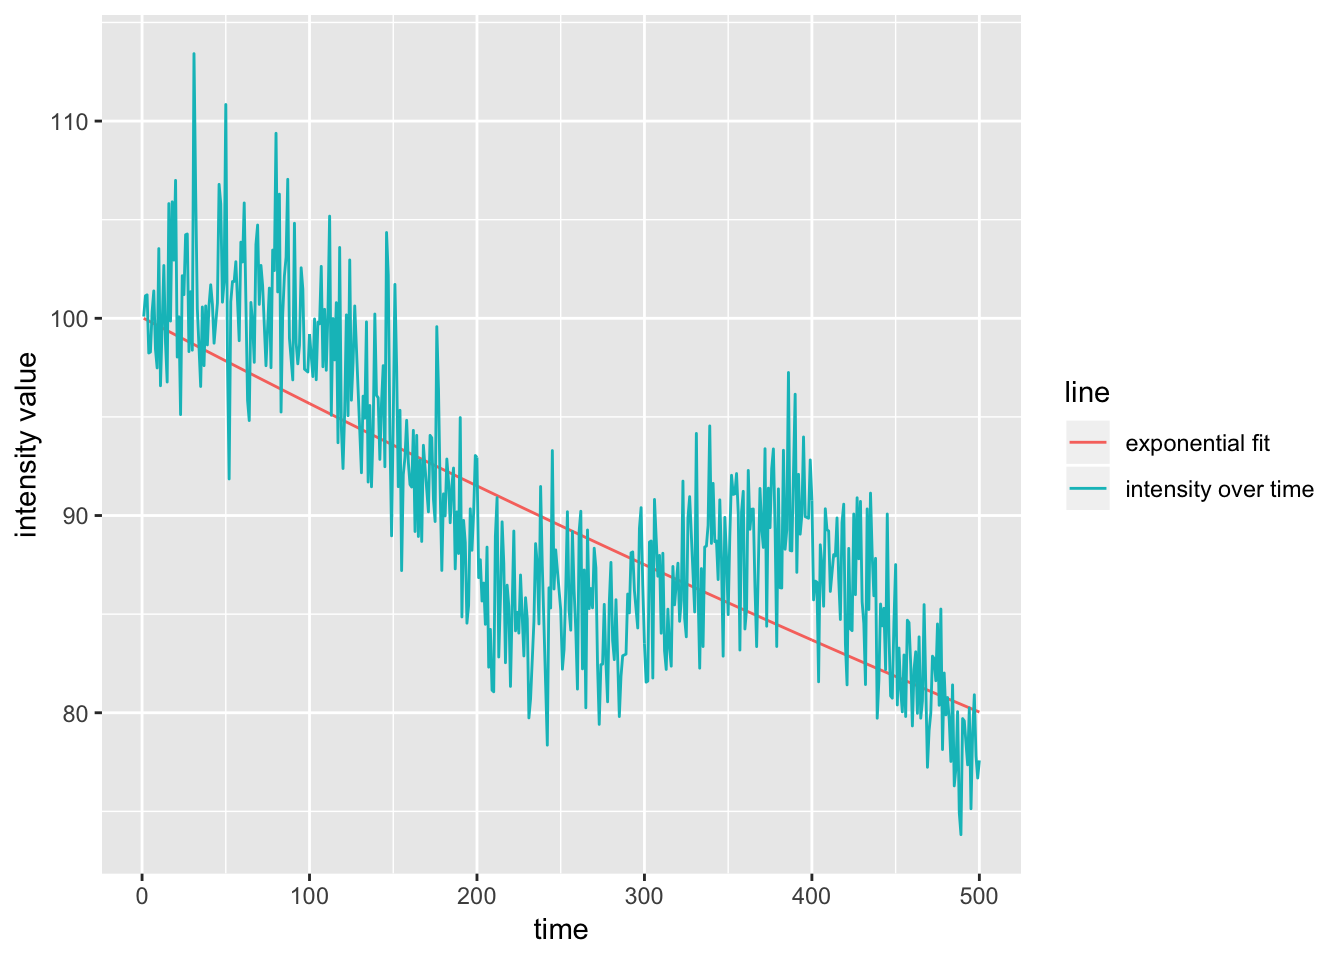 110
100
90
80
intensity value
0 100 200 300 400 500
time
line
exponential fit
intensity over time